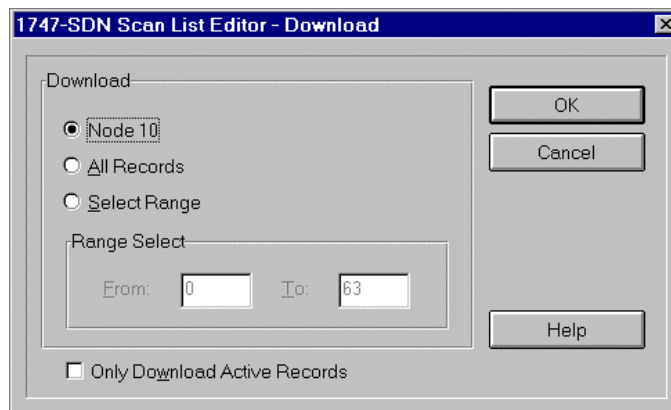 1747-SDN Scan List Editor - Download
Download
Node 10
All Records
Select Range
Range Select
From: 0 To: 63
Only Download Active Records
OK
Cancel
Help